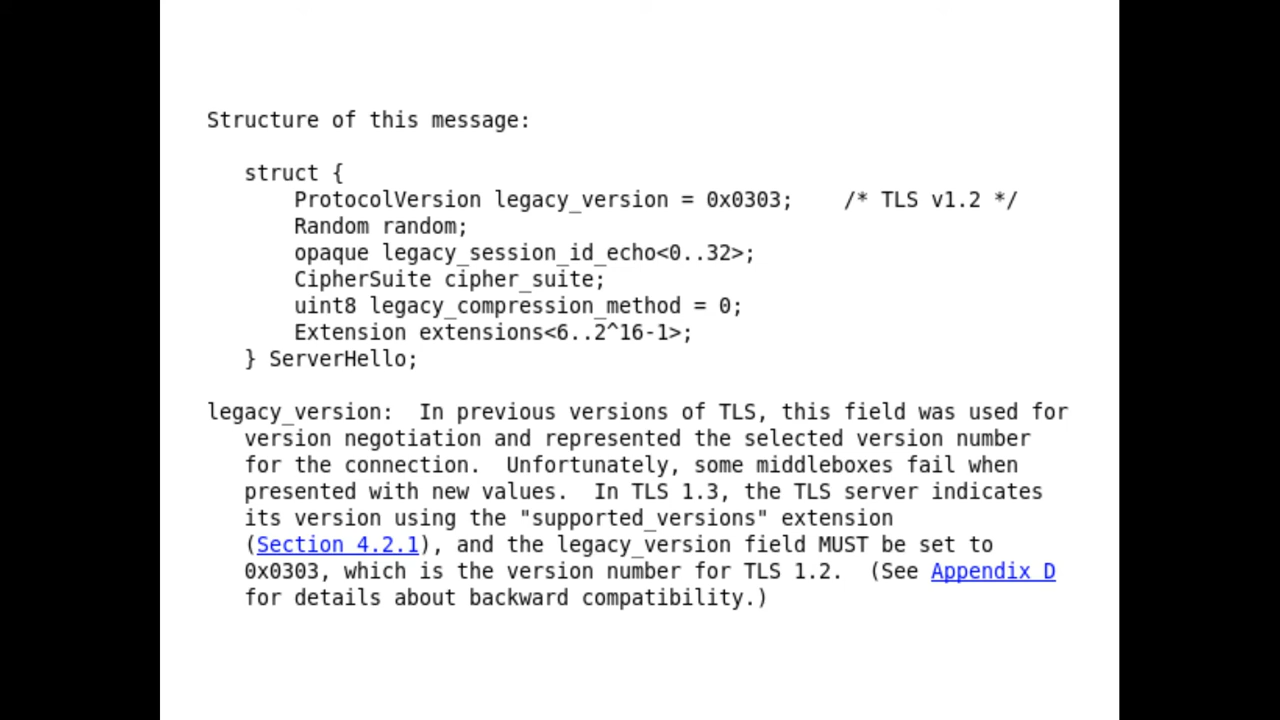 Structure of this message:
struct {
ProtocolVersion legacy_version = 0x0303;    /* TLS v1.2 */
Random random;
opaque legacy_session_id_echo<0..32>;
CipherSuite cipher_suite;
uint8 legacy_compression_method = 0;
Extension extensions<6..2^16-1>;
} ServerHello;
legacy_version:  In previous versions of TLS, this field was used for
version negotiation and represented the selected version number
for the connection.  Unfortunately, some middleboxes fail when
presented with new values.  In TLS 1.3, the TLS server indicates
its version using the "supported_versions" extension
(Section 4.2.1), and the legacy_version field MUST be set to
0x0303, which is the version number for TLS 1.2.  (See Appendix D
for details about backward compatibility.)